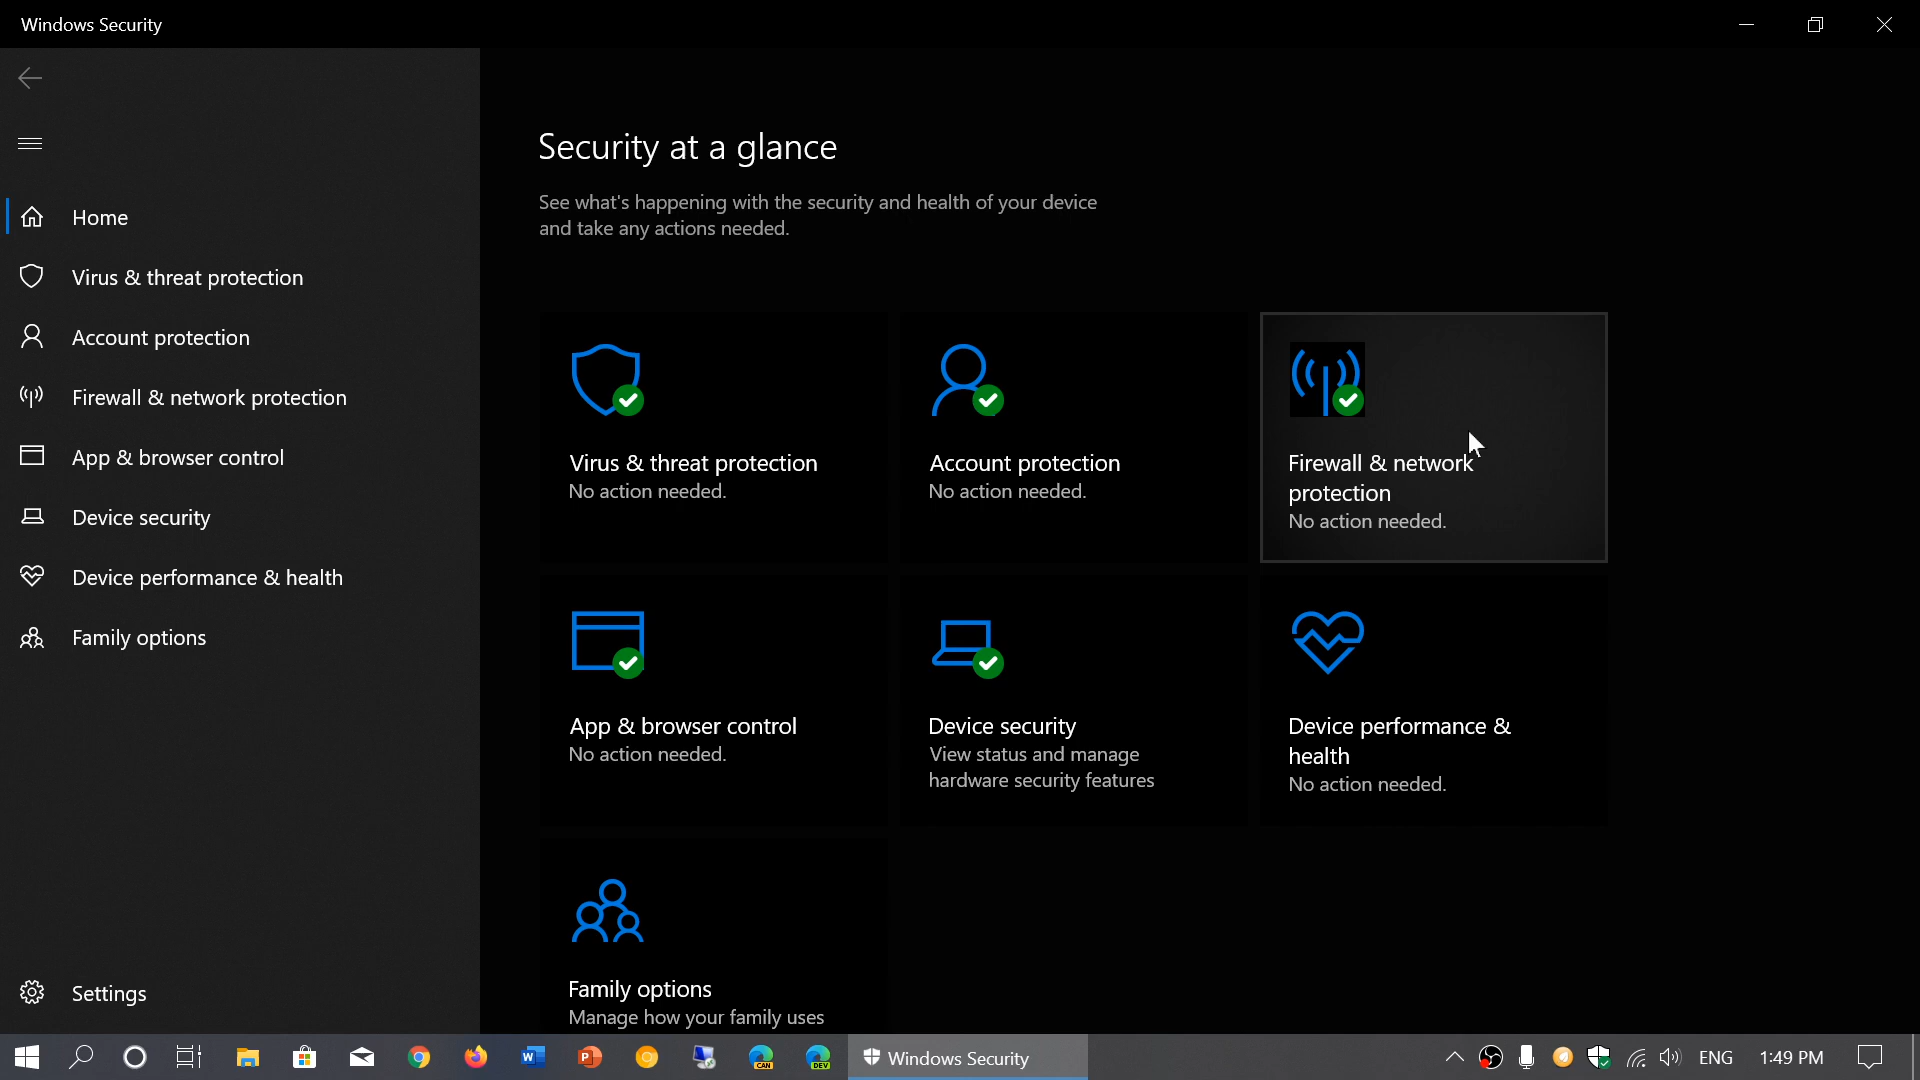 Windows Security
Home
Virus & threat protection
Account protection
Firewall & network protection
App & browser control
Device security
Device performance & health
Family options
Settings
Security at a glance
See what's happening with the security and health of your device
and take any actions needed.
Virus & threat protection
No action needed.
Account protection
No action needed.
Firewall & network
protection
No action needed.
App & browser control
No action needed.
Device security
View status and manage
hardware security features
Device performance &
health
No action needed.
Family options
Manage how your family uses
W
P
CAN
DEV
Windows Security
ENG
1:49 PM